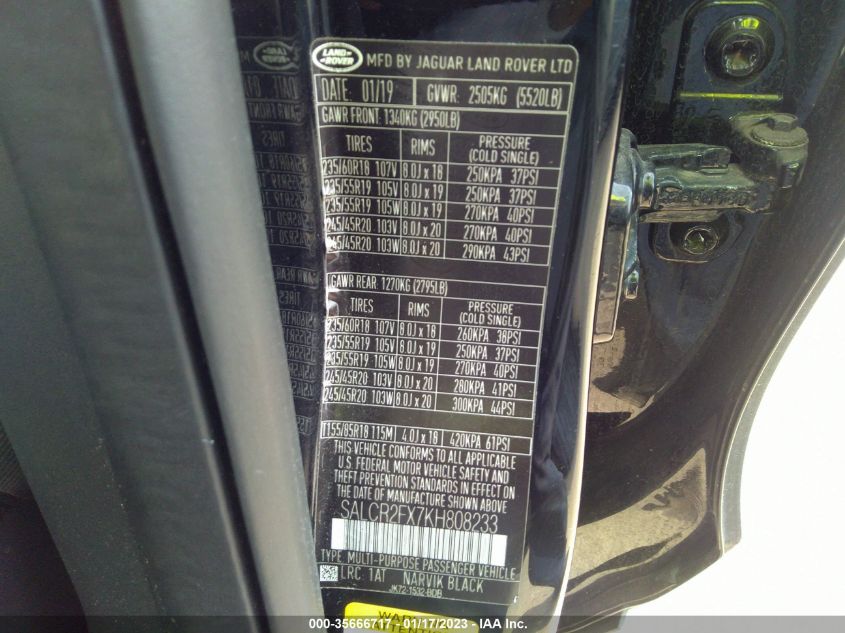 LAND ROVER MFD BY JAGUAR LAND ROVER LTD
DATE: 01/19 GVWR: 2505KG (5520LB)
GAWR FRONT: 1340KG (2950LB)
TIRES RIMS PRESSURE (COLD SINGLE)
235/60R18 107V 8.0J x 18 250KPA 37PSI
235/55R19 105V 8.0J x 19 250KPA 37PSI
235/55R19 105W 8.0J x 19 270KPA 40PSI
245/45R20 103V 8.0J x 20 270KPA 40PSI
245/45R20 103W 8.0J x 20 290KPA 43PSI
GAWR REAR: 1270KG (2795LB)
TIRES RIMS PRESSURE (COLD SINGLE)
235/60R18 107V 8.0J x 18 260KPA 38PSI
235/55R19 105V 8.0J x 19 250KPA 37PSI
235/55R19 105W 8.0J x 19 270KPA 40PSI
245/45R20 103V 8.0J x 20 280KPA 41PSI
245/45R20 103W 8.0J x 20 300KPA 44PSI
T155/85R18 115M 4.0J x 18 420KPA 61PSI
THIS VEHICLE CONFORMS TO ALL APPLICABLE
U.S. FEDERAL MOTOR VEHICLE SAFETY AND
THEFT PREVENTION STANDARDS IN EFFECT ON
THE DATE OF MANUFACTURE SHOWN ABOVE
SALCR2FX7KH808233
TYPE: MULTI-PURPOSE PASSENGER VEHICLE
LRC: 1AT NARVIK BLACK
JK72-1532-BDB
000-35666717 - 01/17/2023 - IAA Inc.